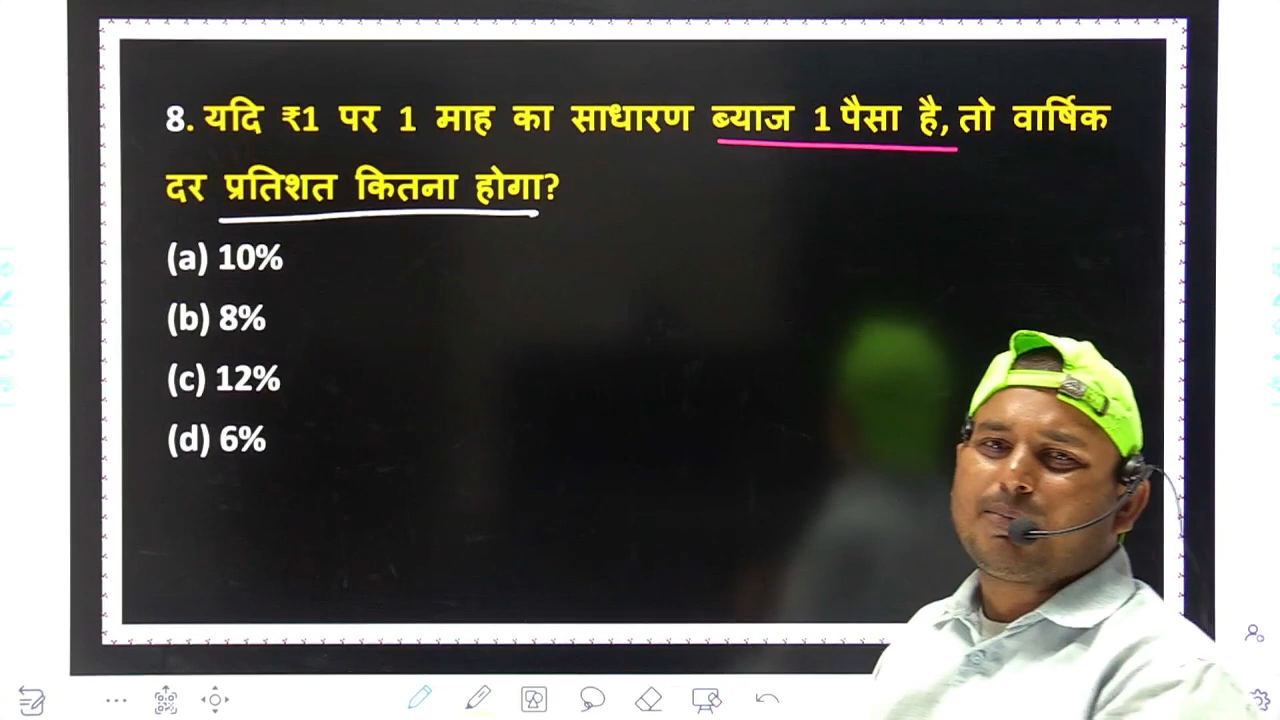 8. यदि ₹1 पर 1 माह का साधारण ब्याज 1 पैसा है, तो वार्षिक
दर प्रतिशत कितना होगा?
(a) 10%
(b) 8%
(c) 12%
(d) 6%